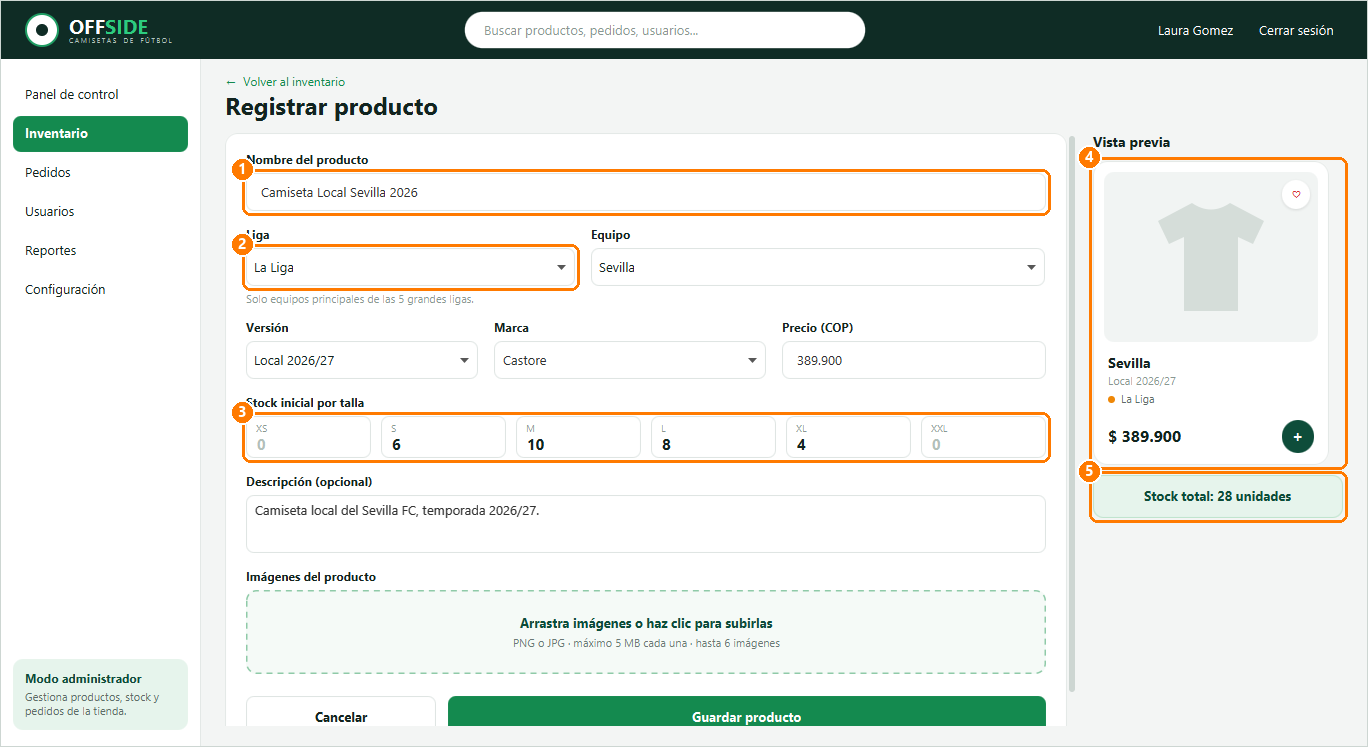 OFFSIDE
CAMISETAS DE FÚTBOL
Buscar productos, pedidos, usuarios...
Laura Gomez
Cerrar sesión
Panel de control
Inventario
Pedidos
Usuarios
Reportes
Configuración
Modo administrador
Gestiona productos, stock y
pedidos de la tienda.
← Volver al inventario
Registrar producto
Nombre del producto
1
Camiseta Local Sevilla 2026
Liga
Equipo
2
La Liga
Sevilla
Solo equipos principales de las 5 grandes ligas.
Versión
Marca
Precio (COP)
Local 2026/27
Castore
389.900
Stock inicial por talla
3
XS
0
S
6
M
10
L
8
XL
4
XXL
0
Descripción (opcional)
Camiseta local del Sevilla FC, temporada 2026/27.
Imágenes del producto
Arrastra imágenes o haz clic para subirlas
PNG o JPG · máximo 5 MB cada una · hasta 6 imágenes
Cancelar
Guardar producto
Vista previa
4
Sevilla
Local 2026/27
La Liga
$ 389.900
+
5
Stock total: 28 unidades